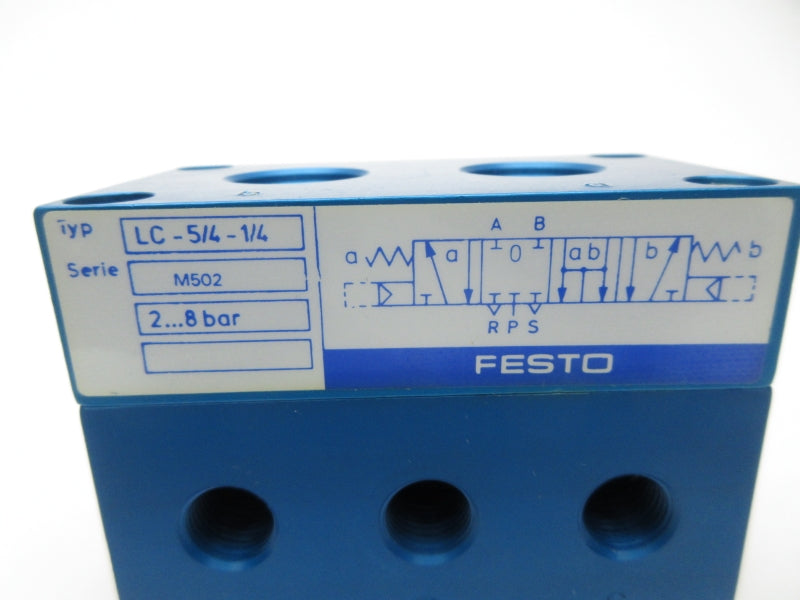 Typ LC - 5/4 - 1/4
Serie M502
2...8 bar
A B
a a 0 ab b b
R P S
FESTO